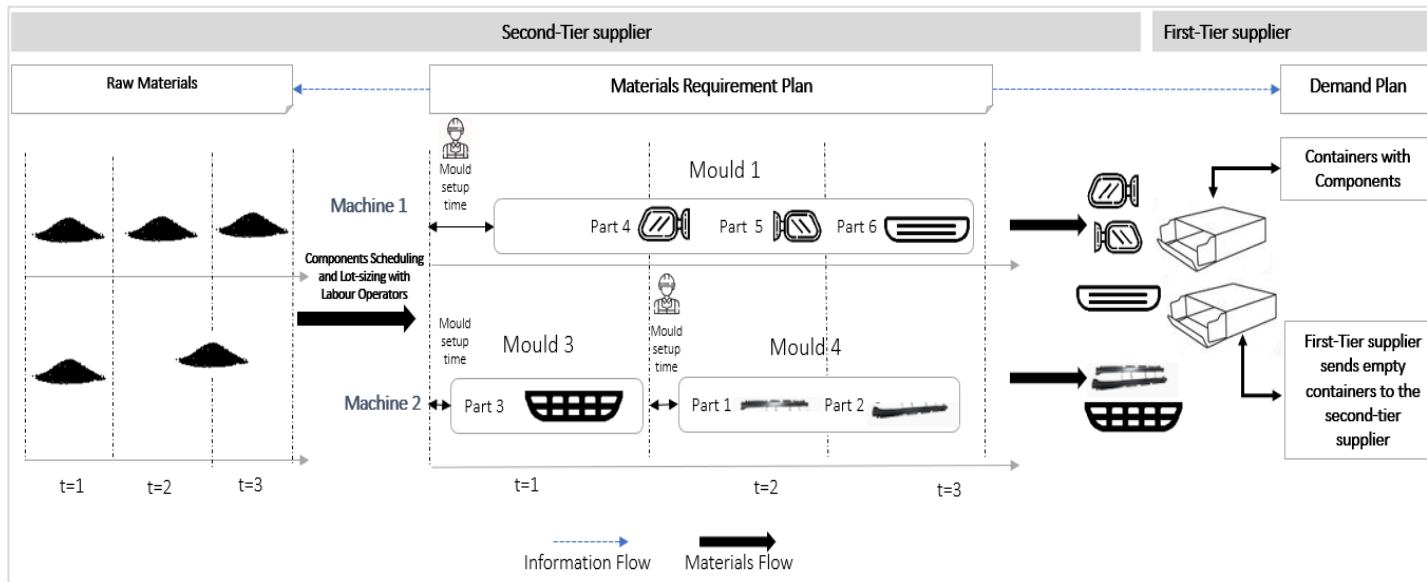 Second-Tier supplier
First-Tier supplier
Raw Materials
Materials Requirement Plan
Demand Plan
Mould
setup
time
Mould 1
Machine 1
Part 4
Part 5
Part 6
Containers with
Components
Components Scheduling
and Lot-sizing with
Labour Operators
Mould
setup
time
Mould 3
Mould
setup
time
Mould 4
Machine 2
Part 3
Part 1
Part 2
First-Tier supplier
sends empty
containers to the
second-tier
supplier
t=1
t=2
t=3
t=1
t=2
t=3
Information Flow
Materials Flow